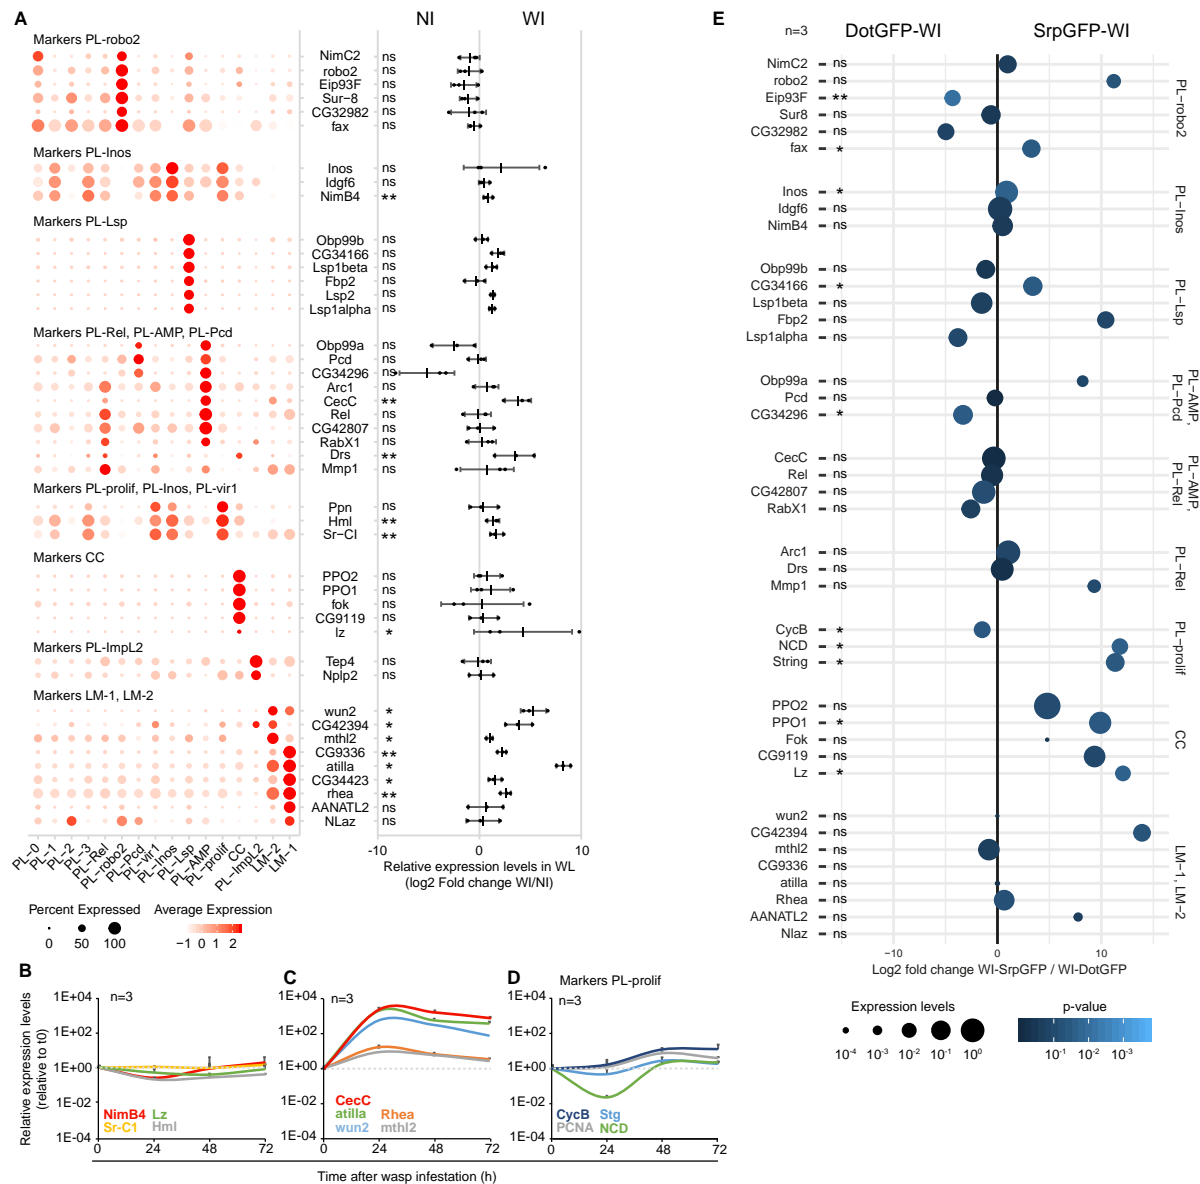 A
NI
WI
Markers PL-robo2
NimC2 ns
robo2 ns
Eip93F ns
Sur-8 ns
CG32982 ns
fax ns
Markers PL-Inos
Inos ns
Idgf6 ns
NimB4 **
Markers PL-Lsp
Obp99b ns
CG34166 ns
Lsp1beta ns
Fbp2 ns
Lsp2 ns
Lsp1alpha ns
Markers PL-Rel, PL-AMP, PL-Pcd
Obp99a ns
Pcd ns
CG34296 ns
Arc1 ns
CecC **
Rel ns
CG42807 ns
RabX1 ns
Drs **
Mmp1 ns
Markers PL-prolif, PL-Inos, PL-vir1
Ppn ns
Hml **
Sr-CI **
Markers CC
PPO2 ns
PPO1 ns
fok ns
CG9119 ns
lz *
Markers PL-ImpL2
Tep4 ns
Nplp2 ns
Markers LM-1, LM-2
wun2 *
CG42394 *
mthl2 *
CG9336 **
atilla *
CG34423 *
rhea **
AANATL2 ns
NLaz ns
PL-0
PL-1
PL-2
PL-3
PL-Rel
PL-robo2
PL-Pcd
PL-vir1
PL-Inos
PL-Lsp
PL-AMP
PL-prolif
CC
PL-ImpL2
LM-2
LM-1
-10 0 10
Relative expression levels in WL
(log2 Fold change WI/NI)
Percent Expressed
0 50 100
Average Expression
-1 0 1 2
B
n=3
Relative expression levels
(relative to t0)
1E+04
1E+02
1E+00
1E-02
1E-04
NimB4 Lz
Sr-C1 Hml
0 24 48 72
C
n=3
1E+04
1E+02
1E+00
1E-02
1E-04
CecC
atilla Rhea
wun2 mthl2
0 24 48 72
D
Markers PL-prolif
n=3
1E+04
1E+02
1E+00
1E-02
1E-04
CycB Stg
PCNA NCD
0 24 48 72
Time after wasp infestation (h)
E
n=3
DotGFP-WI
SrpGFP-WI
NimC2 ns
robo2 ns
Eip93F **
Sur8 ns
CG32982 ns
fax *
PL-robo2
Inos *
Idgf6 ns
NimB4 ns
PL-Inos
Obp99b ns
CG34166 *
Lsp1beta ns
Fbp2 ns
Lsp1alpha ns
PL-Lsp
Obp99a ns
Pcd ns
CG34296 *
PL-AMP,
PL-Pcd
CecC ns
Rel ns
CG42807 ns
RabX1 ns
PL-AMP,
PL-Rel
Arc1 ns
Drs ns
Mmp1 ns
PL-Rel
CycB *
NCD *
String *
PL-prolif
PPO2 ns
PPO1 *
Fok ns
CG9119 ns
Lz *
CC
wun2 ns
CG42394 ns
mthl2 ns
CG9336 ns
atilla ns
Rhea ns
AANATL2 ns
Nlaz ns
LM-1, LM-2
-10 0 10
Log2 fold change WI-SrpGFP / WI-DotGFP
Expression levels
10-4 10-3 10-2 10-1 100
p-value
10-1 10-2 10-3